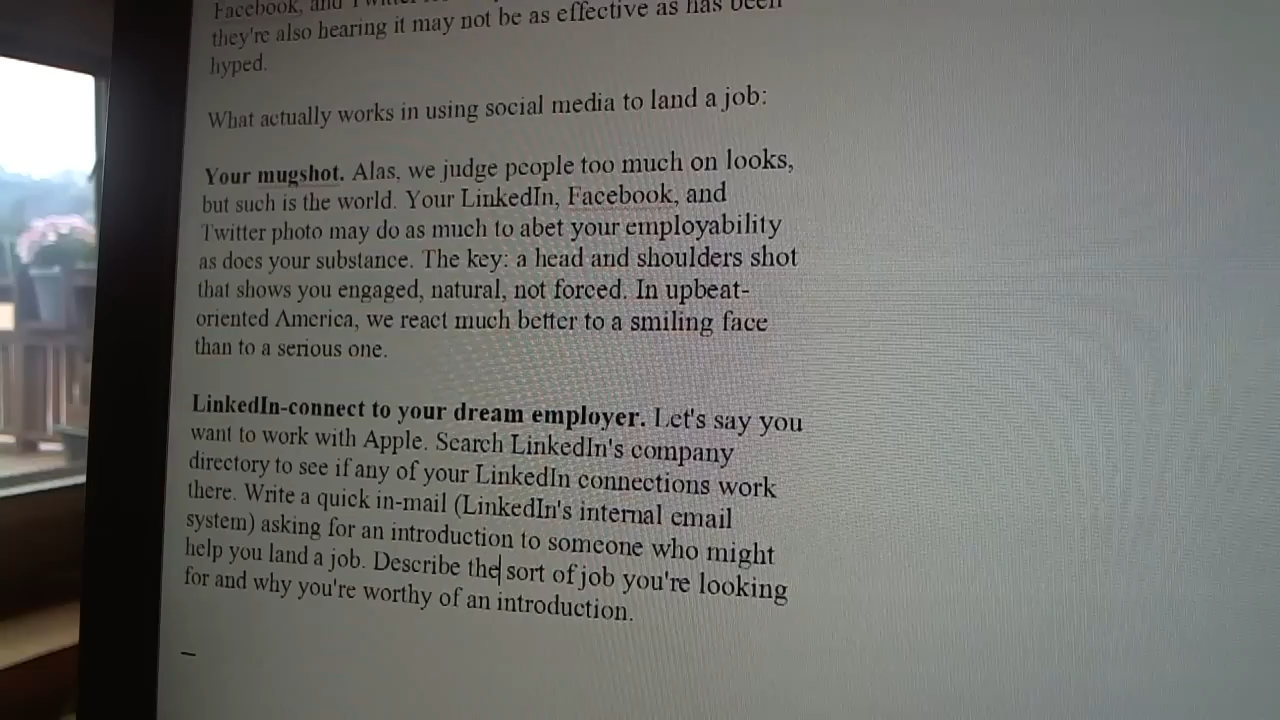 Facebook, and Twitter
they're also hearing it may not be as effective as has been
hyped.
What actually works in using social media to land a job:
Your mugshot. Alas, we judge people too much on looks,
but such is the world. Your LinkedIn, Facebook, and
Twitter photo may do as much to abet your employability
as does your substance. The key: a head and shoulders shot
that shows you engaged, natural, not forced. In upbeat-
oriented America, we react much better to a smiling face
than to a serious one.
LinkedIn-connect to your dream employer. Let's say you
want to work with Apple. Search LinkedIn's company
directory to see if any of your LinkedIn connections work
there. Write a quick in-mail (LinkedIn's internal email
system) asking for an introduction to someone who might
help you land a job. Describe the sort of job you're looking
for and why you're worthy of an introduction.